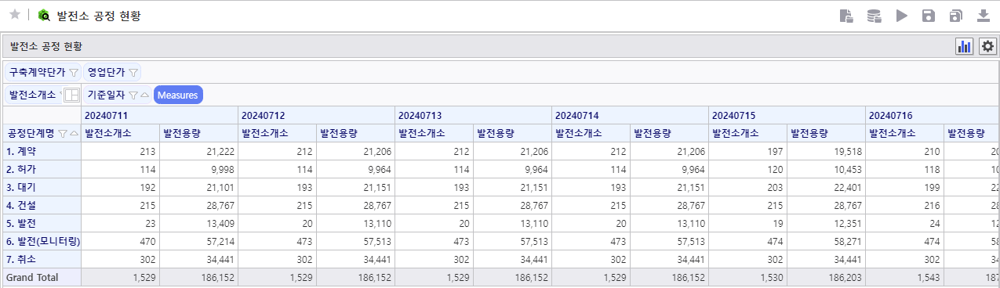 발전소 공정 현황
발전소 공정 현황
구축계약단가 영업단가
발전소개소 기준일자 Measures
20240711 20240712 20240713 20240714 20240715 20240716
공정단계명 발전소개소 발전용량 발전소개소 발전용량 발전소개소 발전용량 발전소개소 발전용량 발전소개소 발전용량 발전소개소 발전용량
1. 계약 213 21,222 212 21,206 212 21,206 212 21,206 197 19,518 210 20
2. 허가 114 9,998 114 9,964 114 9,964 114 9,964 120 10,453 118 10
3. 대기 192 21,101 193 21,151 193 21,151 193 21,151 203 22,401 199 22
4. 건설 215 28,767 215 28,767 215 28,767 215 28,767 215 28,767 216 28
5. 발전 23 13,409 20 13,110 20 13,110 20 13,110 19 12,351 24 12
6. 발전(모니터링) 470 57,214 473 57,513 473 57,513 473 57,513 474 58,271 474 58
7. 취소 302 34,441 302 34,441 302 34,441 302 34,441 302 34,441 302 34
Grand Total 1,529 186,152 1,529 186,152 1,529 186,152 1,529 186,152 1,530 186,203 1,543 187